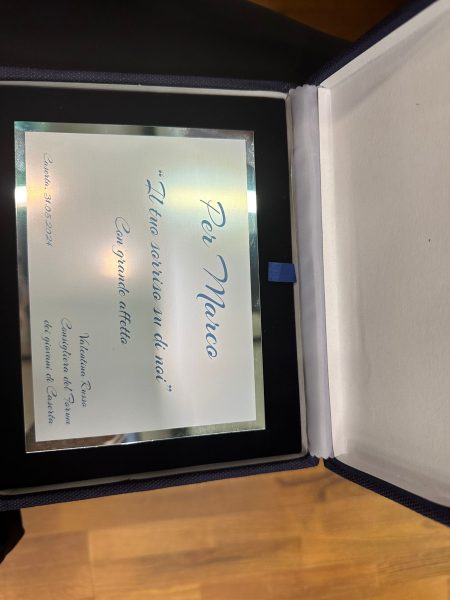 Per Marco
"Il tuo sorriso su di noi"
Con grande affetto
Valentina Russo
Consigliera del Forum
dei giovani di Caserta
Caserta, 31.05.2024